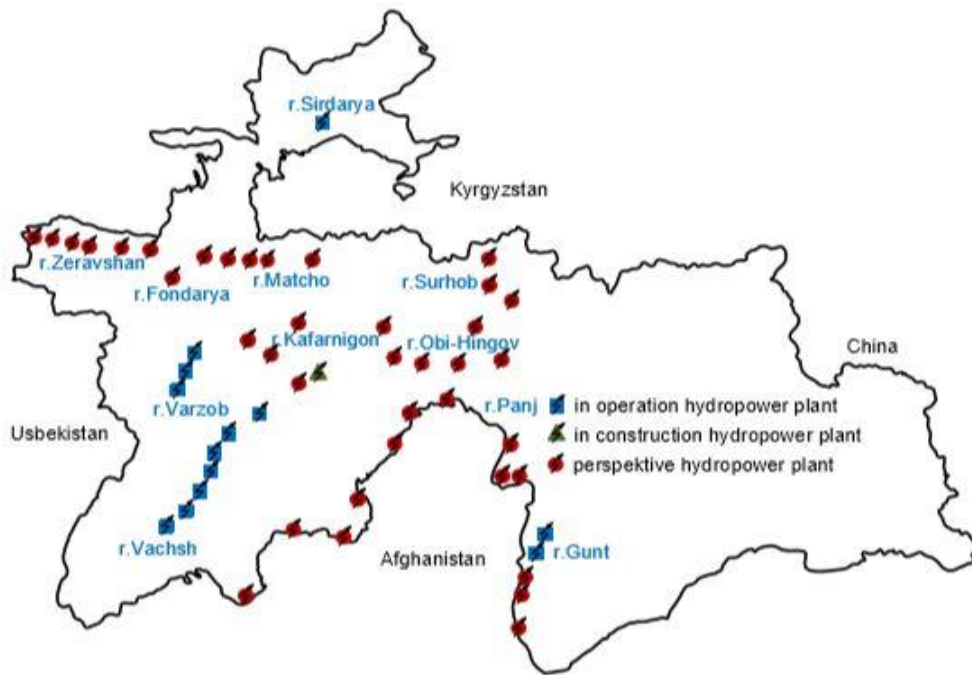 r.Sirdarya
Kyrgyzstan
r.Zeravshan
r.Fondarya
r.Matcho
r.Surhob
r.Kafarnigon
r.Obi-Hingov
China
r.Varzob
r.Panj
in operation hydropower plant
Usbekistan
in construction hydropower plant
perspektive hydropower plant
r.Vachsh
Afghanistan
r.Gunt